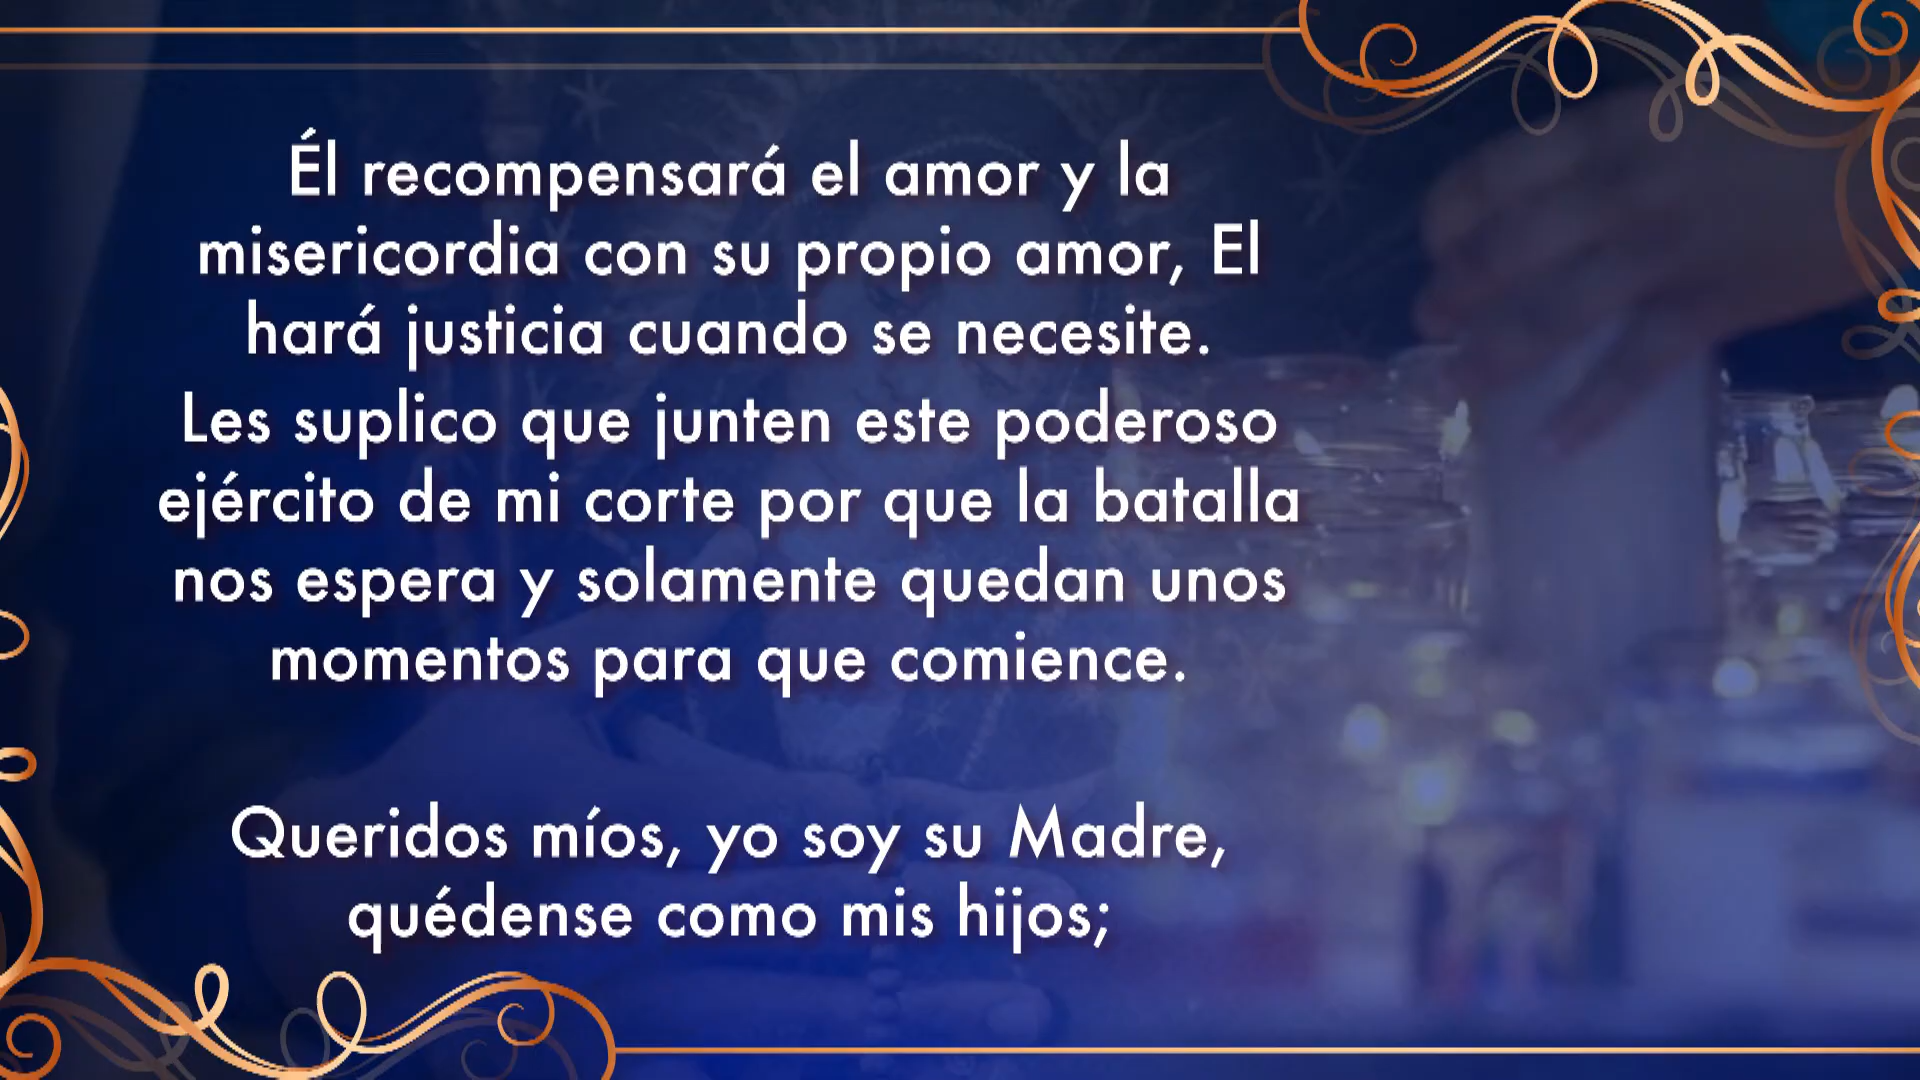 Él recompensará el amor y la
misericordia con su propio amor, El
hará justicia cuando se necesite.
Les suplico que junten este poderoso
ejército de mi corte por que la batalla
nos espera y solamente quedan unos
momentos para que comience.
Queridos míos, yo soy su Madre,
quédense como mis hijos;